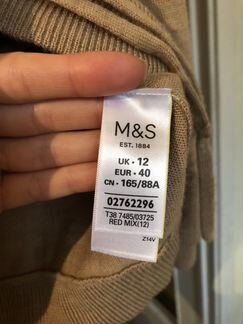 M&S
EST. 1884
UK • 12
EUR • 40
CN • 165/88A
02762296
T38 7485/03725
RED MIX(12)
Z14V